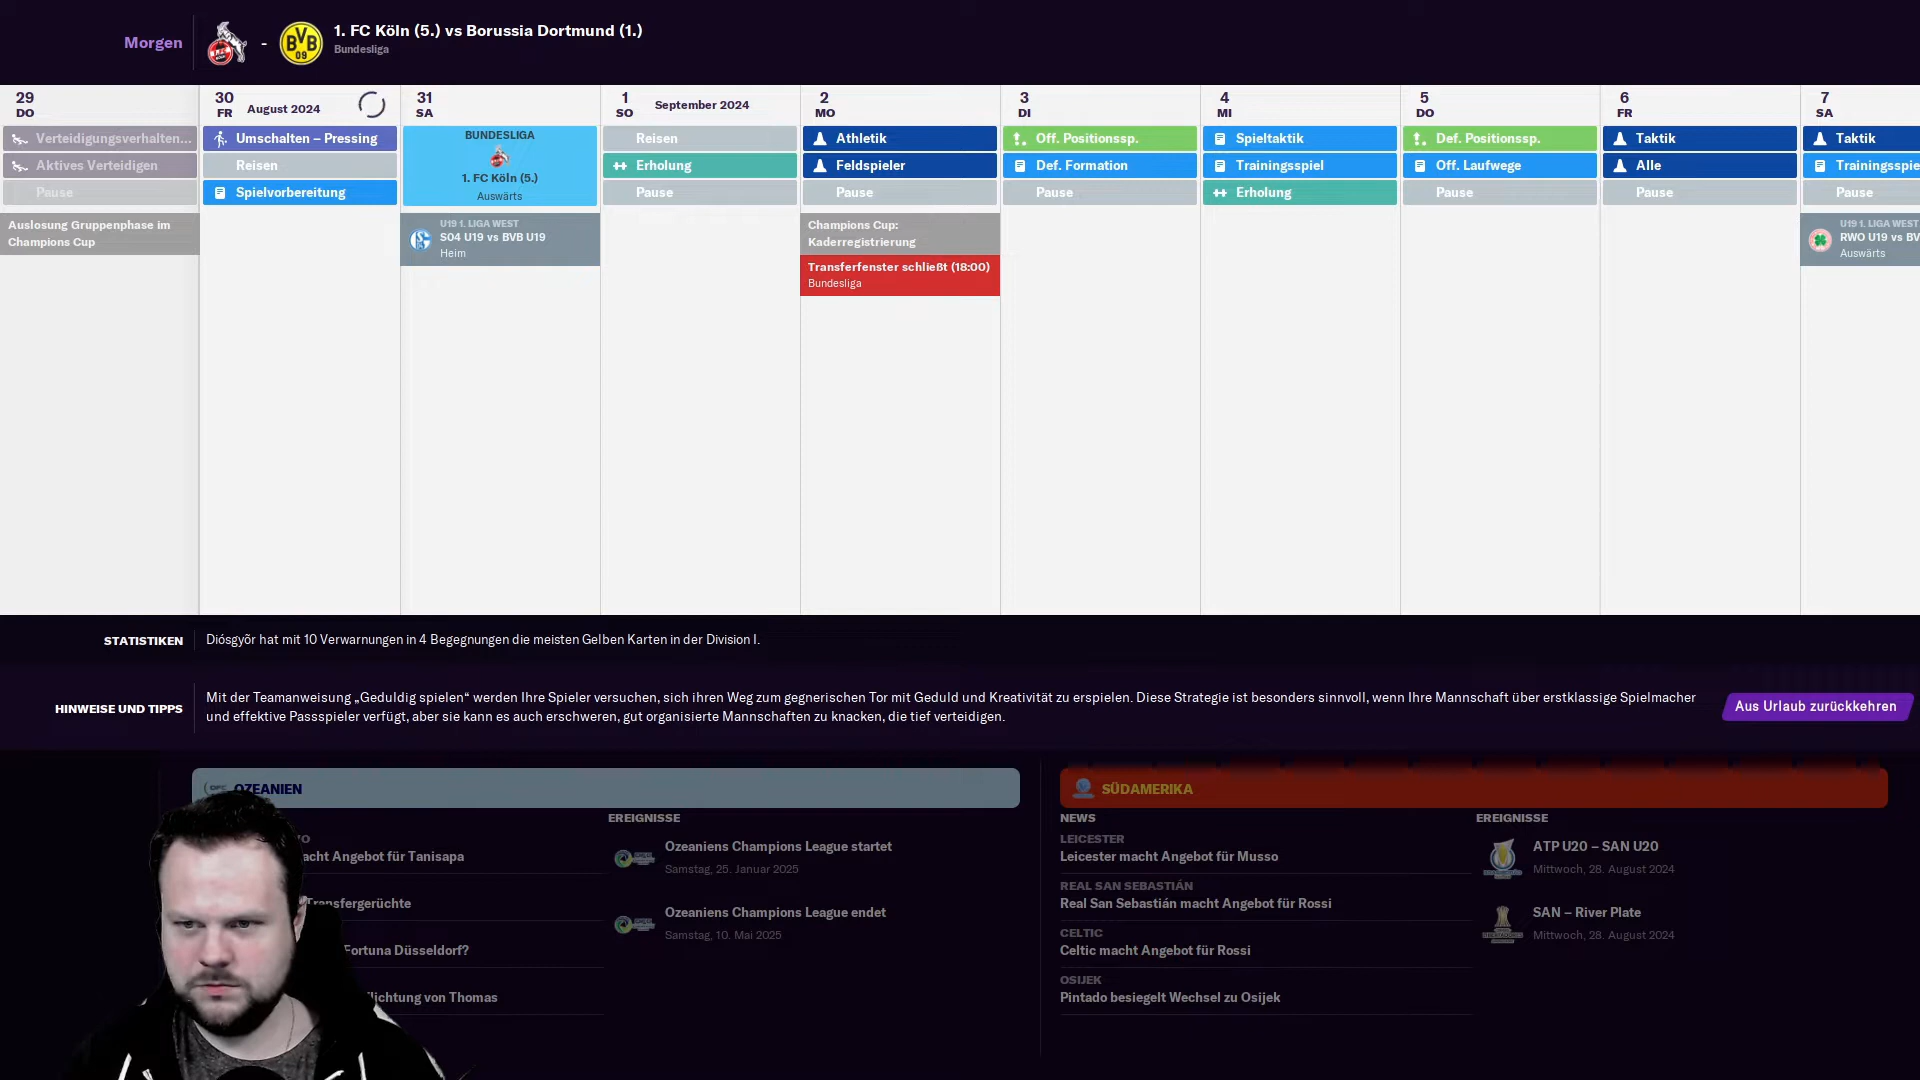 Morgen
-
1. FC Köln (5.) vs Borussia Dortmund (1.)
Bundesliga
BVB
09
29
DO
Verteidigungsverhalten...
Aktives Verteidigen
Pause
Auslosung Gruppenphase im
Champions Cup
30
FR
August 2024
Umschalten – Pressing
Reisen
Spielvorbereitung
31
SA
BUNDESLIGA
1. FC Köln (5.)
Auswärts
U19 1. LIGA WEST
S04 U19 vs BVB U19
Heim
1
SO
September 2024
Reisen
Erholung
Pause
2
MO
Athletik
Feldspieler
Pause
Champions Cup:
Kaderregistrierung
Transferfenster schließt (18:00)
Bundesliga
3
DI
Off. Positionssp.
Def. Formation
Pause
4
MI
Spieltaktik
Trainingsspiel
Erholung
5
DO
Def. Positionssp.
Off. Laufwege
Pause
6
FR
Taktik
Alle
Pause
7
SA
Taktik
Trainingsspie
Pause
U19 1. LIGA WEST
RWO U19 vs BV
Auswärts
STATISTIKEN
Diósgyõr hat mit 10 Verwarnungen in 4 Begegnungen die meisten Gelben Karten in der Division I.
HINWEISE UND TIPPS
Mit der Teamanweisung „Geduldig spielen“ werden Ihre Spieler versuchen, sich ihren Weg zum gegnerischen Tor mit Geduld und Kreativität zu erspielen. Diese Strategie ist besonders sinnvoll, wenn Ihre Mannschaft über erstklassige Spielmacher
und effektive Passspieler verfügt, aber sie kann es auch erschweren, gut organisierte Mannschaften zu knacken, die tief verteidigen.
Aus Urlaub zurückkehren
OZEANIEN
acht Angebot für Tanisapa
Transfergerüchte
Fortuna Düsseldorf?
lichtung von Thomas
EREIGNISSE
Ozeaniens Champions League startet
Samstag, 25. Januar 2025
Ozeaniens Champions League endet
Samstag, 10. Mai 2025
SÜDAMERIKA
NEWS
LEICESTER
Leicester macht Angebot für Musso
REAL SAN SEBASTIÁN
Real San Sebastián macht Angebot für Rossi
CELTIC
Celtic macht Angebot für Rossi
OSIJEK
Pintado besiegelt Wechsel zu Osijek
EREIGNISSE
ATP U20 – SAN U20
Mittwoch, 28. August 2024
SAN – River Plate
Mittwoch, 28. August 2024